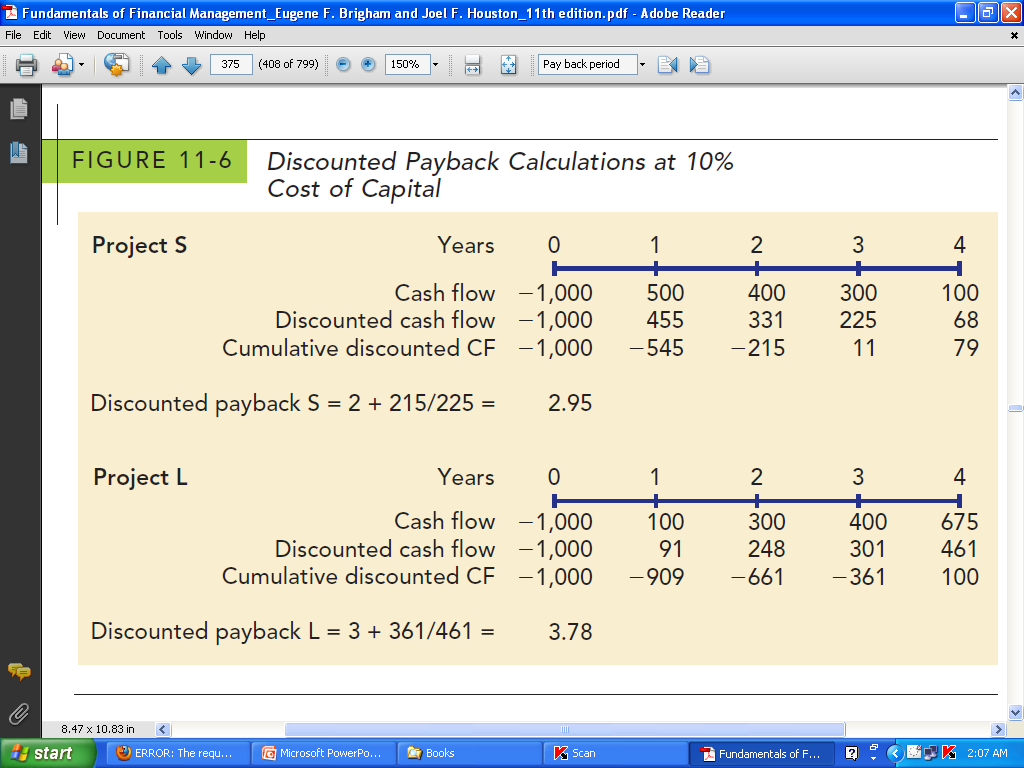 Fundamentals of Financial Management_Eugene F. Brigham and Joel F. Houston_11th edition.pdf - Adobe Reader
File Edit View Document Tools Window Help
375 (408 of 799) 150% Pay back period
FIGURE 11-6 Discounted Payback Calculations at 10%
Cost of Capital
Project S Years 0 1 2 3 4
Cash flow −1,000 500 400 300 100
Discounted cash flow −1,000 455 331 225 68
Cumulative discounted CF −1,000 −545 −215 11 79
Discounted payback S = 2 + 215/225 = 2.95
Project L Years 0 1 2 3 4
Cash flow −1,000 100 300 400 675
Discounted cash flow −1,000 91 248 301 461
Cumulative discounted CF −1,000 −909 −661 −361 100
Discounted payback L = 3 + 361/461 = 3.78
8.47 x 10.83 in
start ERROR: The requ... Microsoft PowerPo... Books Scan Fundamentals of F... 2:07 AM